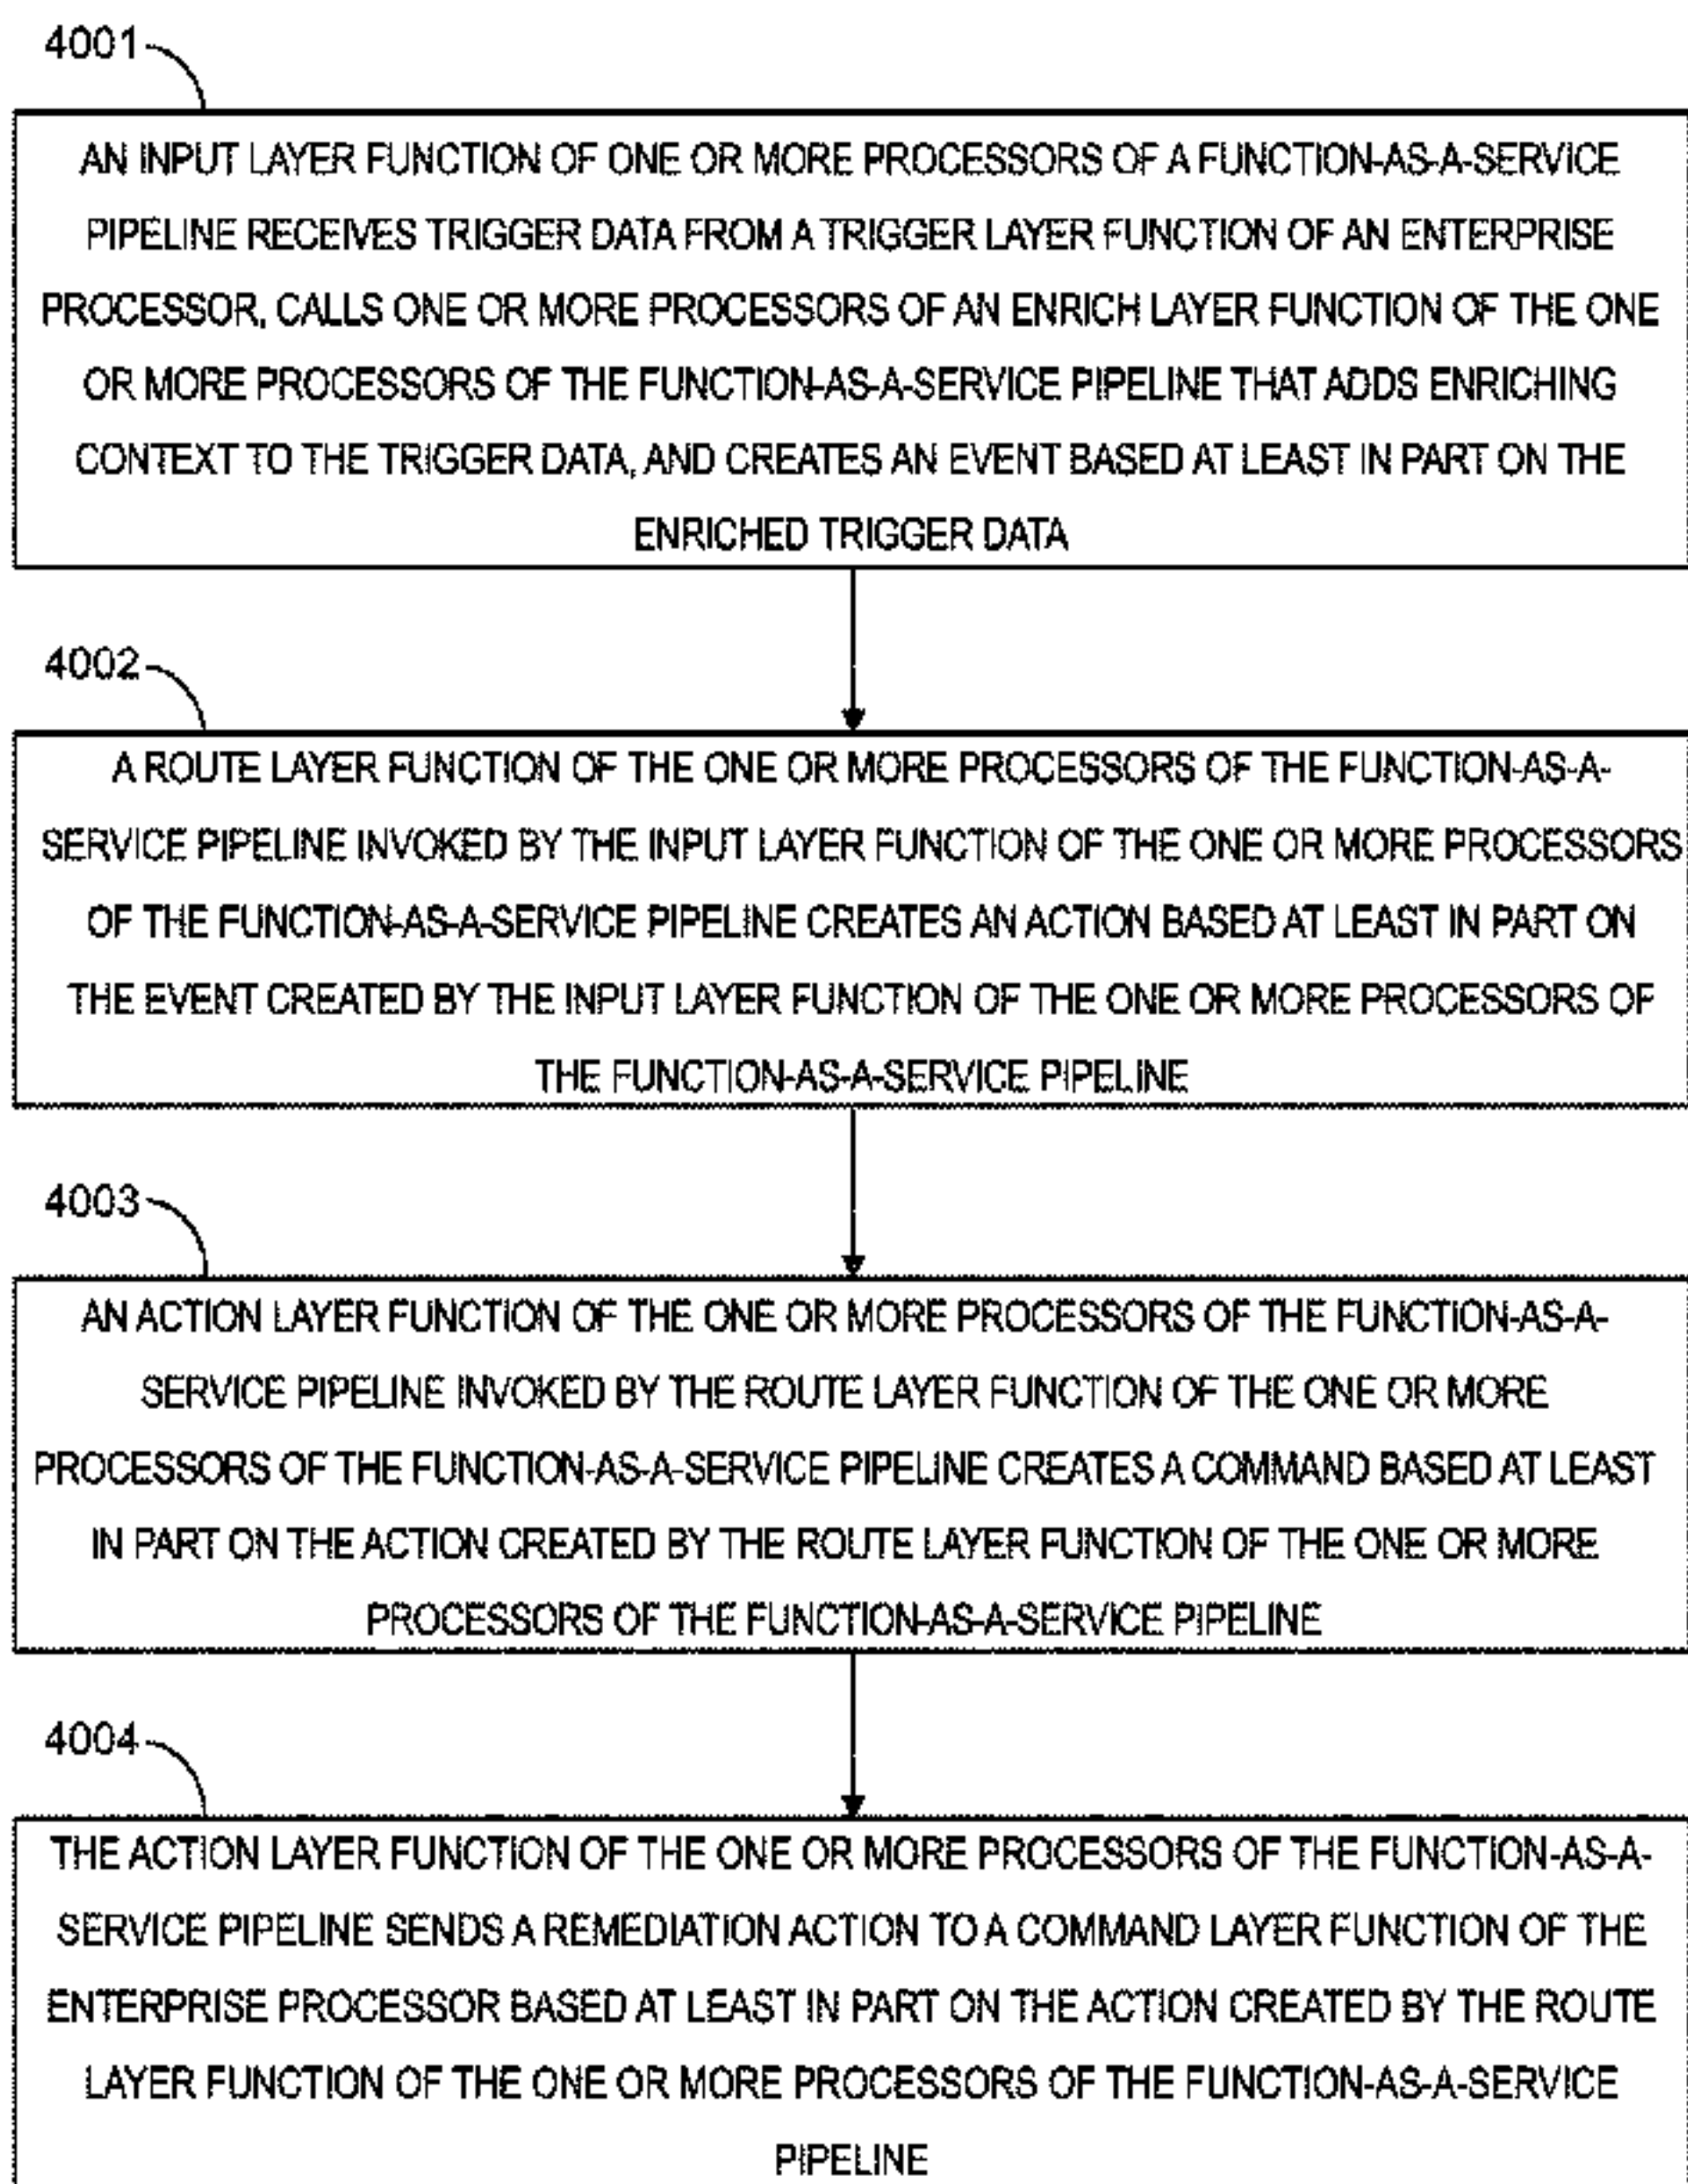 4001
AN INPUT LAYER FUNCTION OF ONE OR MORE PROCESSORS OF A FUNCTION-AS-A-SERVICE
PIPELINE RECEIVES TRIGGER DATA FROM A TRIGGER LAYER FUNCTION OF AN ENTERPRISE
PROCESSOR, CALLS ONE OR MORE PROCESSORS OF AN ENRICH LAYER FUNCTION OF THE ONE
OR MORE PROCESSORS OF THE FUNCTION-AS-A-SERVICE PIPELINE THAT ADDS ENRICHING
CONTEXT TO THE TRIGGER DATA, AND CREATES AN EVENT BASED AT LEAST IN PART ON THE
ENRICHED TRIGGER DATA
4002
A ROUTE LAYER FUNCTION OF THE ONE OR MORE PROCESSORS OF THE FUNCTION-AS-A-
SERVICE PIPELINE INVOKED BY THE INPUT LAYER FUNCTION OF THE ONE OR MORE PROCESSORS
OF THE FUNCTION-AS-A-SERVICE PIPELINE CREATES AN ACTION BASED AT LEAST IN PART ON
THE EVENT CREATED BY THE INPUT LAYER FUNCTION OF THE ONE OR MORE PROCESSORS OF
THE FUNCTION-AS-A-SERVICE PIPELINE
4003
AN ACTION LAYER FUNCTION OF THE ONE OR MORE PROCESSORS OF THE FUNCTION-AS-A-
SERVICE PIPELINE INVOKED BY THE ROUTE LAYER FUNCTION OF THE ONE OR MORE
PROCESSORS OF THE FUNCTION-AS-A-SERVICE PIPELINE CREATES A COMMAND BASED AT LEAST
IN PART ON THE ACTION CREATED BY THE ROUTE LAYER FUNCTION OF THE ONE OR MORE
PROCESSORS OF THE FUNCTION-AS-A-SERVICE PIPELINE
4004
THE ACTION LAYER FUNCTION OF THE ONE OR MORE PROCESSORS OF THE FUNCTION-AS-A-
SERVICE PIPELINE SENDS A REMEDIATION ACTION TO A COMMAND LAYER FUNCTION OF THE
ENTERPRISE PROCESSOR BASED AT LEAST IN PART ON THE ACTION CREATED BY THE ROUTE
LAYER FUNCTION OF THE ONE OR MORE PROCESSORS OF THE FUNCTION-AS-A-SERVICE
PIPELINE